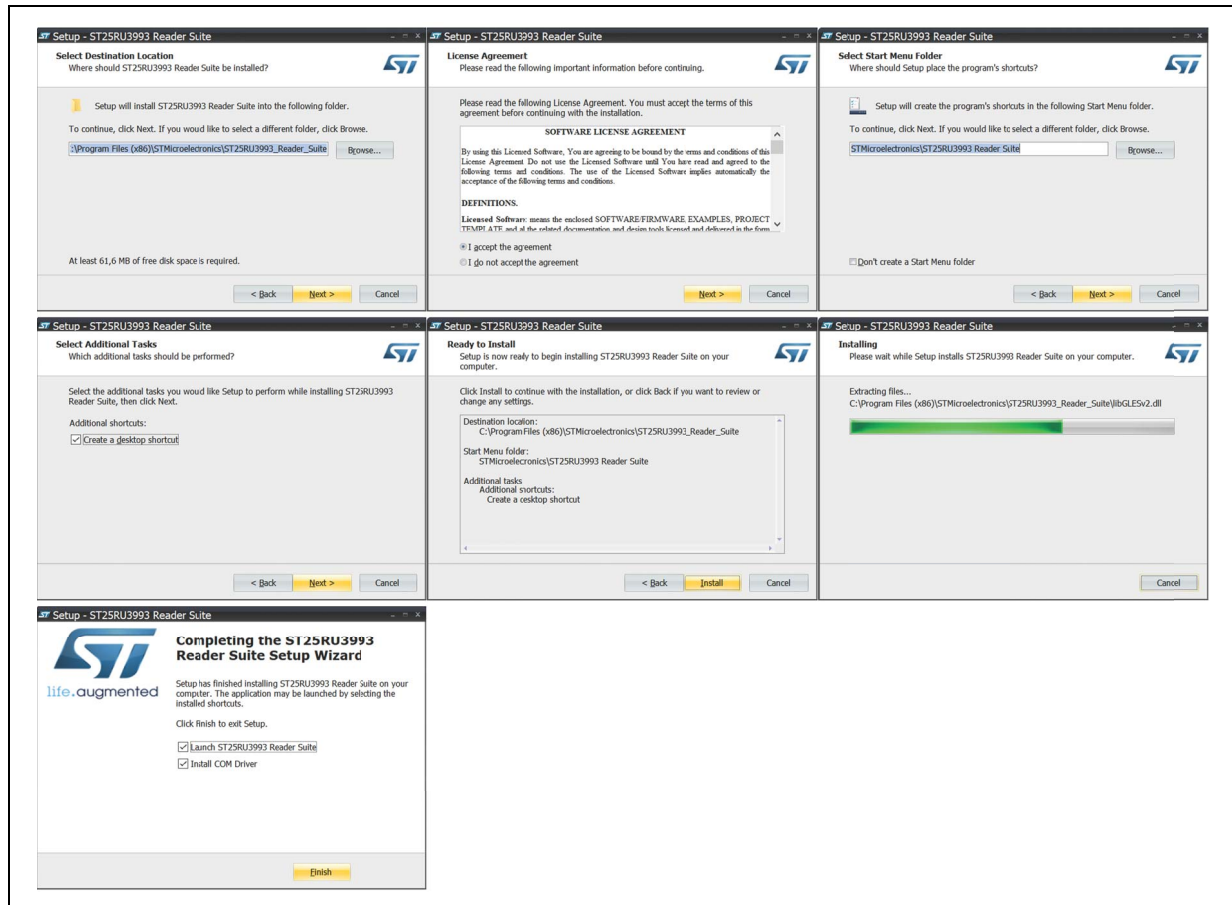 Setup - ST25RU3993 Reader Suite
Select Destination Location
Where should ST25RU3993 Reader Suite be installed?
Setup will install ST25RU3993 Reader Suite into the following folder.
To continue, click Next. If you would like to select a different folder, click Browse.
:\Program Files (x86)\STMicroelectronics\ST25RU3993_Reader_Suite
Browse...
At least 61,6 MB of free disk space is required.
< Back
Next >
Cancel
Setup - ST25RU3993 Reader Suite
License Agreement
Please read the following important information before continuing.
Please read the following License Agreement. You must accept the terms of this
agreement before continuing with the installation.
SOFTWARE LICENSE AGREEMENT
By using this Licensed Software, You are agreeing to be bound by the terms and conditions of this
License Agreement. Do not use the Licensed Software until You have read and agreed to the
following terms and conditions. The use of the Licensed Software implies automatically the
acceptance of the following terms and conditions.
DEFINITIONS.
Licensed Software: means the enclosed SOFTWARE/FIRMWARE, EXAMPLES, PROJECT
TEMPLATE and all the related documentation and design tools licensed and delivered in the form
I accept the agreement
I do not accept the agreement
Next >
Cancel
Setup - ST25RU3993 Reader Suite
Select Start Menu Folder
Where should Setup place the program's shortcuts?
Setup will create the program's shortcuts in the following Start Menu folder.
To continue, click Next. If you would like to select a different folder, click Browse.
STMicroelectronics\ST25RU3993 Reader Suite
Browse...
Don't create a Start Menu folder
< Back
Next >
Cancel
Setup - ST25RU3993 Reader Suite
Select Additional Tasks
Which additional tasks should be performed?
Select the additional tasks you would like Setup to perform while installing ST25RU3993
Reader Suite, then click Next.
Additional shortcuts:
Create a desktop shortcut
< Back
Next >
Cancel
Setup - ST25RU3993 Reader Suite
Ready to Install
Setup is now ready to begin installing ST25RU3993 Reader Suite on your
computer.
Click Install to continue with the installation, or click Back if you want to review or
change any settings.
Destination location:
C:\Program Files (x86)\STMicroelectronics\ST25RU3993_Reader_Suite
Start Menu folder:
STMicroelectronics\ST25RU3993 Reader Suite
Additional tasks
Additional shortcuts:
Create a desktop shortcut
< Back
Install
Cancel
Setup - ST25RU3993 Reader Suite
Installing
Please wait while Setup installs ST25RU3993 Reader Suite on your computer.
Extracting files...
C:\Program Files (x86)\STMicroelectronics\ST25RU3993_Reader_Suite\libGLESv2.dll
Cancel
Setup - ST25RU3993 Reader Suite
life.augmented
Completing the ST25RU3993
Reader Suite Setup Wizard
Setup has finished installing ST25RU3993 Reader Suite on your
computer. The application may be launched by selecting the
installed shortcuts.
Click Finish to exit Setup.
Launch ST25RU3993 Reader Suite
Install COM Driver
Finish